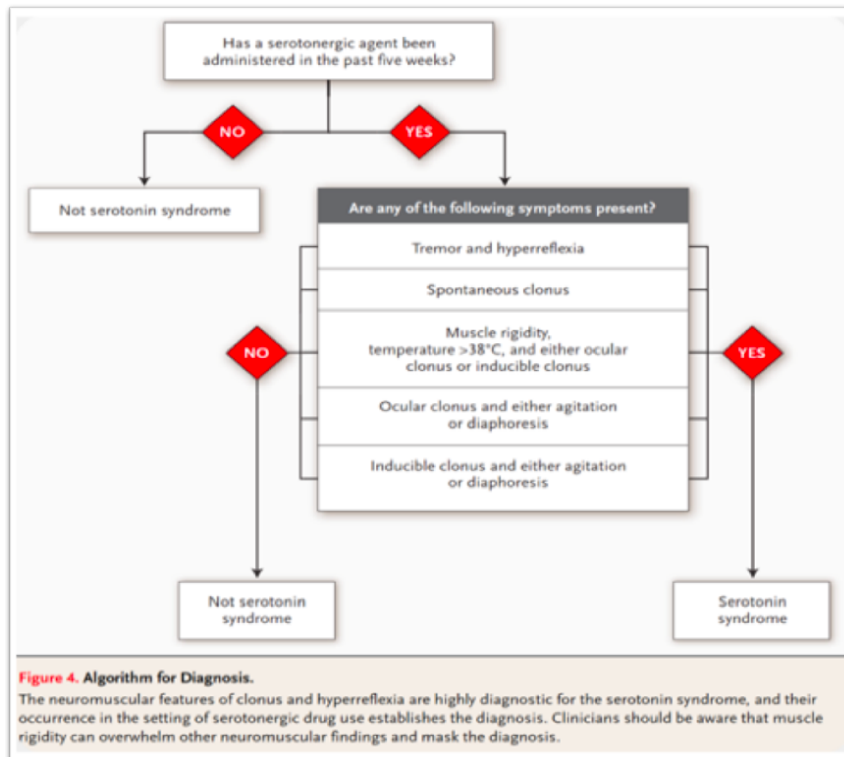 Has a serotonergic agent been
administered in the past five weeks?
NO
YES
Not serotonin syndrome
Are any of the following symptoms present?
Tremor and hyperreflexia
Spontaneous clonus
Muscle rigidity,
temperature >38°C, and either ocular
clonus or inducible clonus
NO
YES
Ocular clonus and either agitation
or diaphoresis
Inducible clonus and either agitation
or diaphoresis
Not serotonin
syndrome
Serotonin
syndrome
Figure 4. Algorithm for Diagnosis.
The neuromuscular features of clonus and hyperreflexia are highly diagnostic for the serotonin syndrome, and their
occurrence in the setting of serotonergic drug use establishes the diagnosis. Clinicians should be aware that muscle
rigidity can overwhelm other neuromuscular findings and mask the diagnosis.